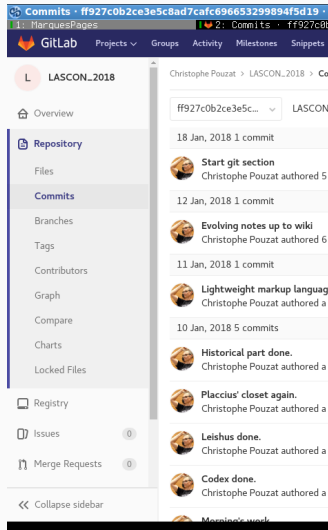 Commits · ff927c0b2ce3e5c8ad7cafc696653299894f5d19 ·
1: MarquesPages
2: Commits · ff927c0
GitLab Projects Groups Activity Milestones Snippets
L LASCON_2018
Christophe Pouzat > LASCON_2018 > Co
Overview
ff927c0b2ce3e5c... LASCON
Repository
18 Jan, 2018 1 commit
Files
Start git section
Christophe Pouzat authored 5
Commits
12 Jan, 2018 1 commit
Branches
Evolving notes up to wiki
Christophe Pouzat authored 6
Tags
11 Jan, 2018 1 commit
Contributors
Lightweight markup languag
Christophe Pouzat authored a
Graph
Compare
10 Jan, 2018 5 commits
Charts
Historical part done.
Christophe Pouzat authored a
Locked Files
Placcius' closet again.
Christophe Pouzat authored a
Registry
Issues 0
Leishus done.
Christophe Pouzat authored a
Merge Requests 0
Codex done.
Christophe Pouzat authored a
Collapse sidebar
Morning's work